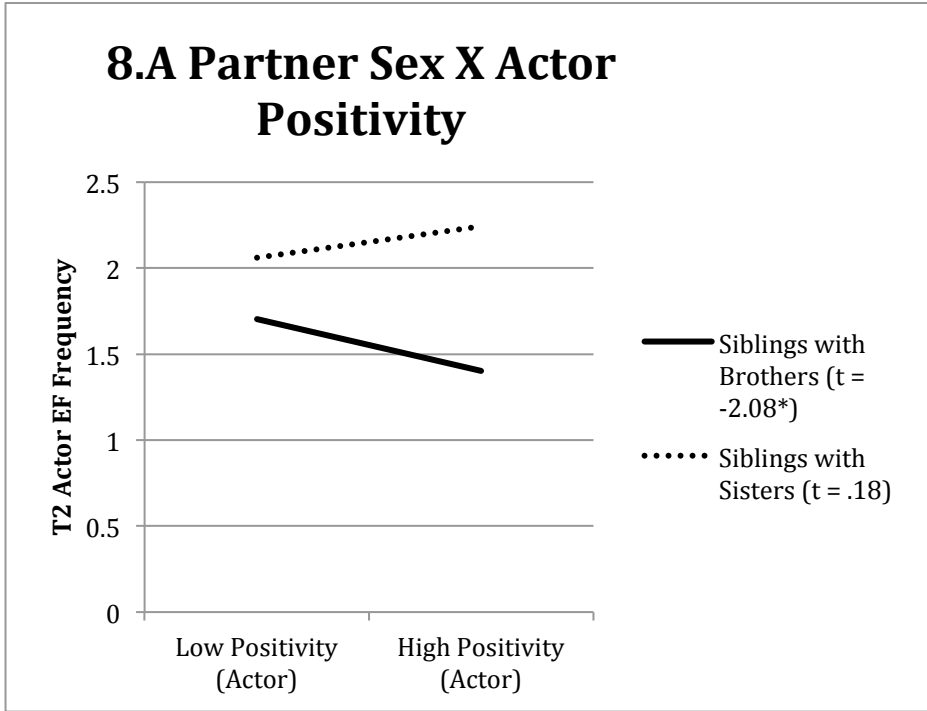 8.A Partner Sex X Actor
Positivity
2.5
2
1.5
1
0.5
0
T2 Actor EF Frequency
Low Positivity
(Actor)
High Positivity
(Actor)
Siblings with
Brothers (t =
-2.08*)
Siblings with
Sisters (t = .18)